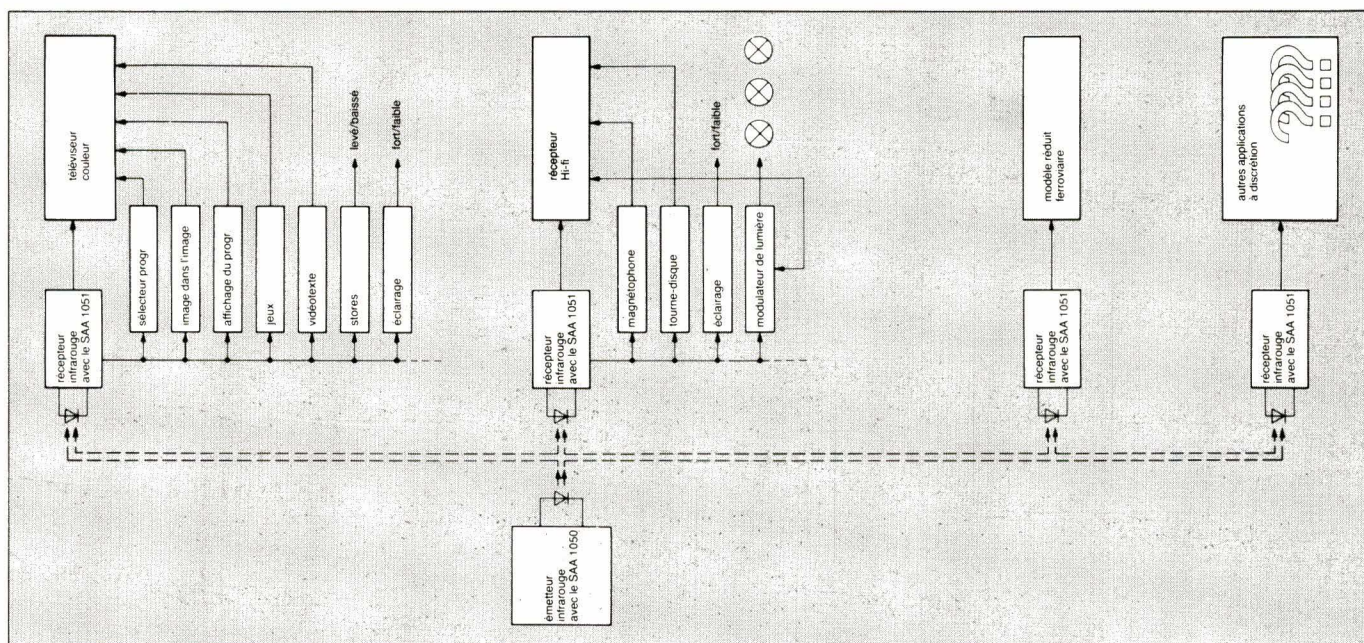 téléviseur
couleur
récepteur
infrarouge
avec le SAA 1051
sélecteur progr
image dans l'image
affichage du progr
jeux
vidéotexte
stores
éclairage
levé/baissé
fort/faible
récepteur
Hi-fi
récepteur
infrarouge
avec le SAA 1051
magnétophone
tourne-disque
éclairage
modulateur de lumière
fort/faible
modèle réduit
ferroviaire
récepteur
infrarouge
avec le SAA 1051
autres applications
à discrétion
récepteur
infrarouge
avec le SAA 1051
émetteur
infrarouge
avec le SAA 1050